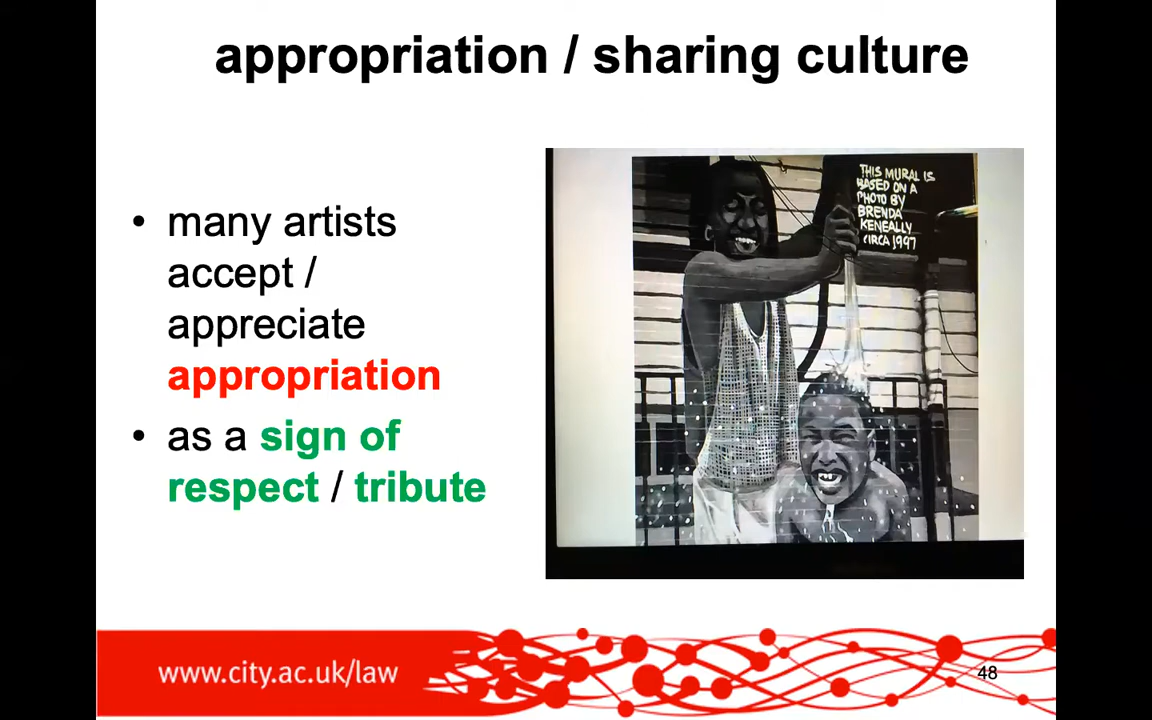 appropriation / sharing culture
• many artists
accept /
appreciate
appropriation
• as a sign of
respect / tribute
THIS MURAL IS
BASED ON A
PHOTO BY
BRENDA
KENEALLY
CIRCA 1997
www.city.ac.uk/law
48